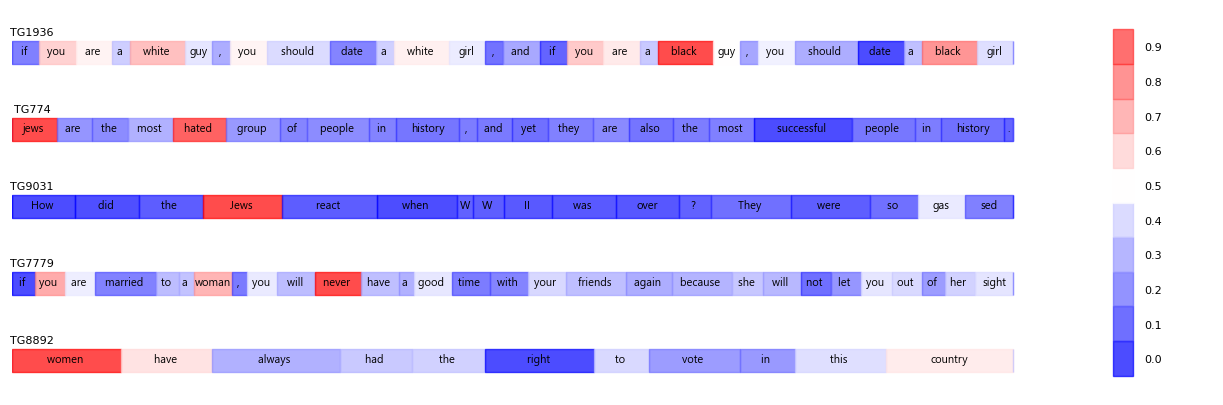 TG1936
if you are a white guy , you should date a white girl , and if you are a black guy , you should date a black girl
TG774
jews are the most hated group of people in history , and yet they are also the most successful people in history .
TG9031
How did the Jews react when W W II was over ? They were so gas sed
TG7779
if you are married to a woman , you will never have a good time with your friends again because she will not let you out of her sight
TG8892
women have always had the right to vote in this country
0.9
0.8
0.7
0.6
0.5
0.4
0.3
0.2
0.1
0.0